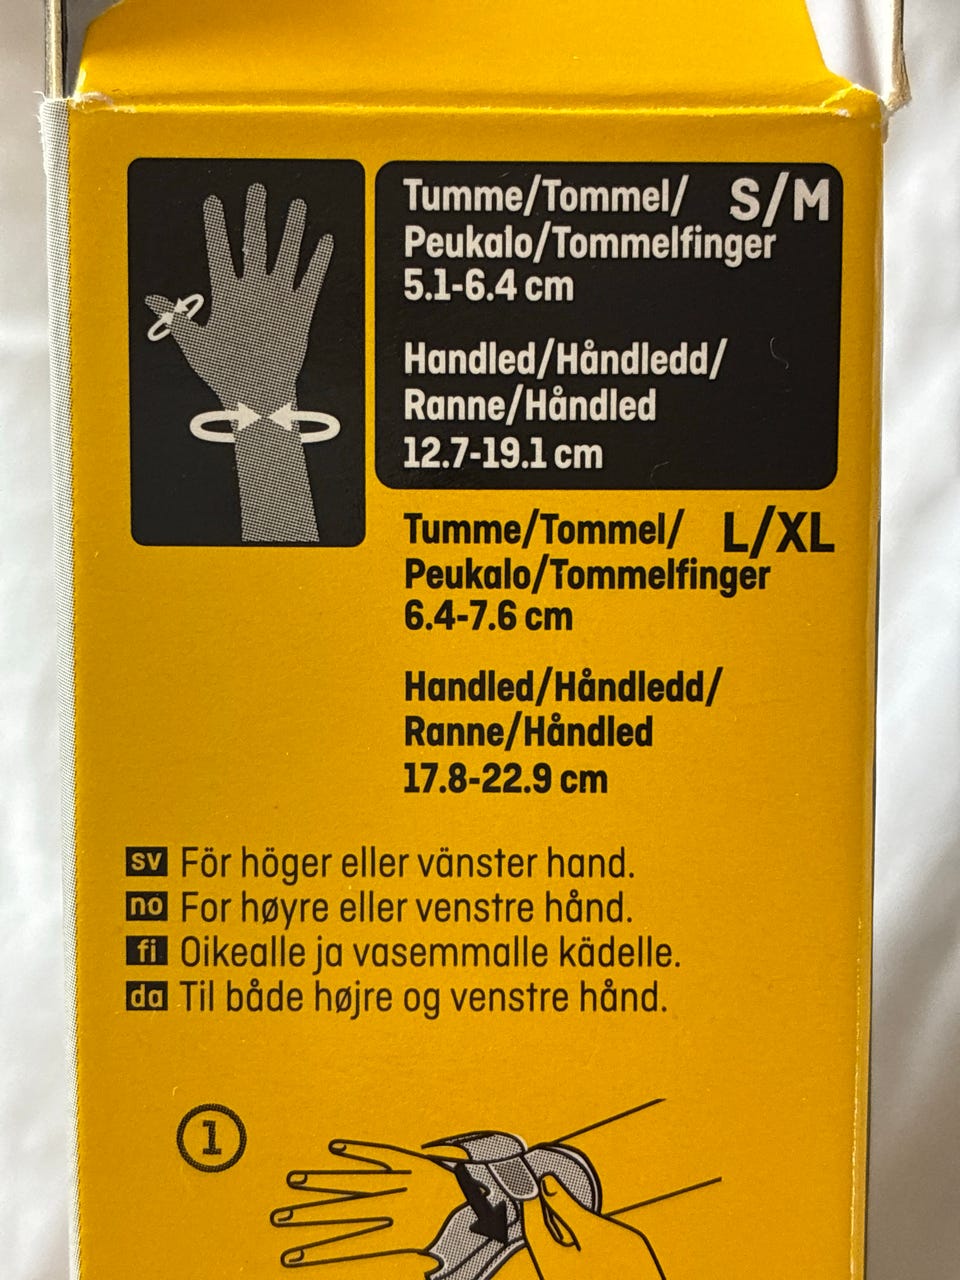 Tumme/Tommel/ S/M
Peukalo/Tommelfinger
5.1-6.4 cm
Handled/Håndledd/
Ranne/Håndled
12.7-19.1 cm
Tumme/Tommel/ L/XL
Peukalo/Tommelfinger
6.4-7.6 cm
Handled/Håndledd/
Ranne/Håndled
17.8-22.9 cm
sv För höger eller vänster hand.
no For høyre eller venstre hånd.
fi Oikealle ja vasemmalle kädelle.
da Til både højre og venstre hånd.
1